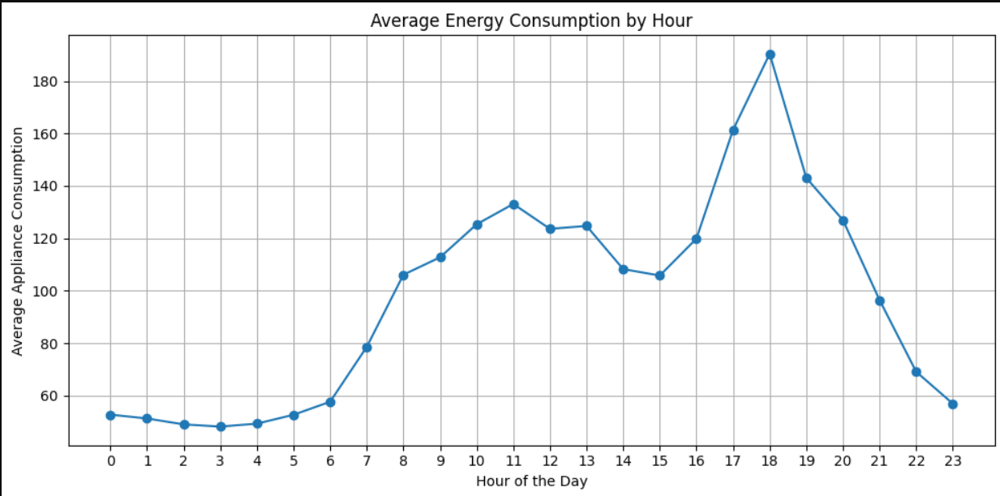 Average Energy Consumption by Hour
180
160
140
120
100
80
60
Average Appliance Consumption
0 1 2 3 4 5 6 7 8 9 10 11 12 13 14 15 16 17 18 19 20 21 22 23
Hour of the Day